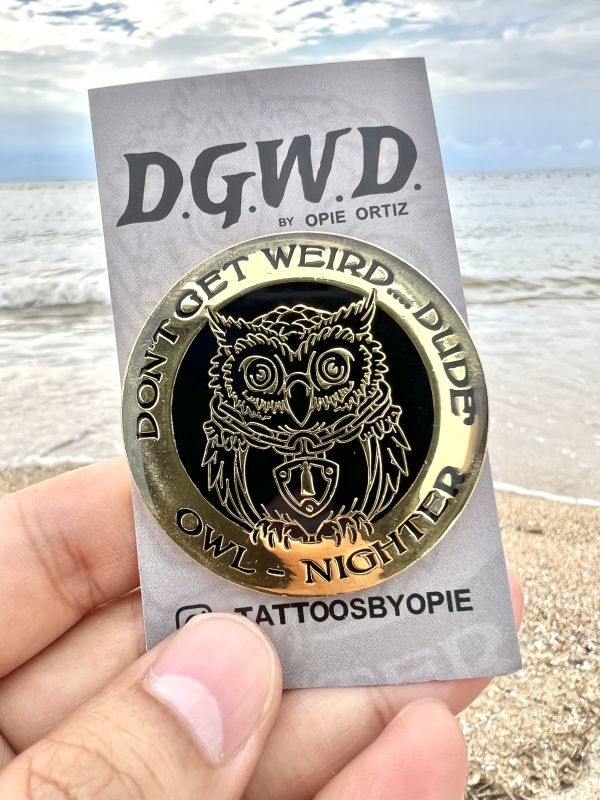 D.G.W.D.
BY OPIE ORTIZ
DON'T GET WEIRD.... DUDE
OWL - NIGHTER
TATTOOSBYOPIE